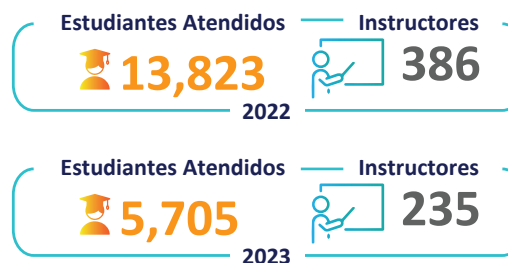 Estudiantes Atendidos Instructores
13,823 386
2022
Estudiantes Atendidos Instructores
5,705 235
2023